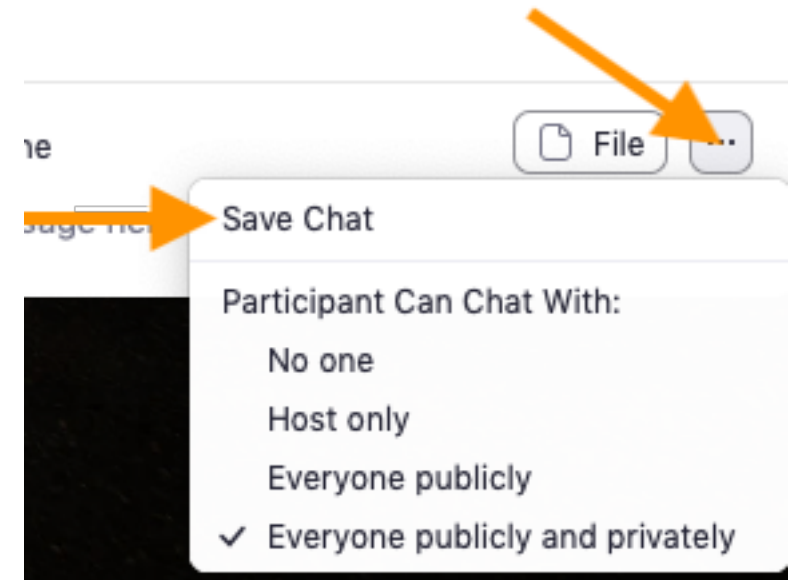 File ...
Save Chat
Participant Can Chat With:
No one
Host only
Everyone publicly
Everyone publicly and privately